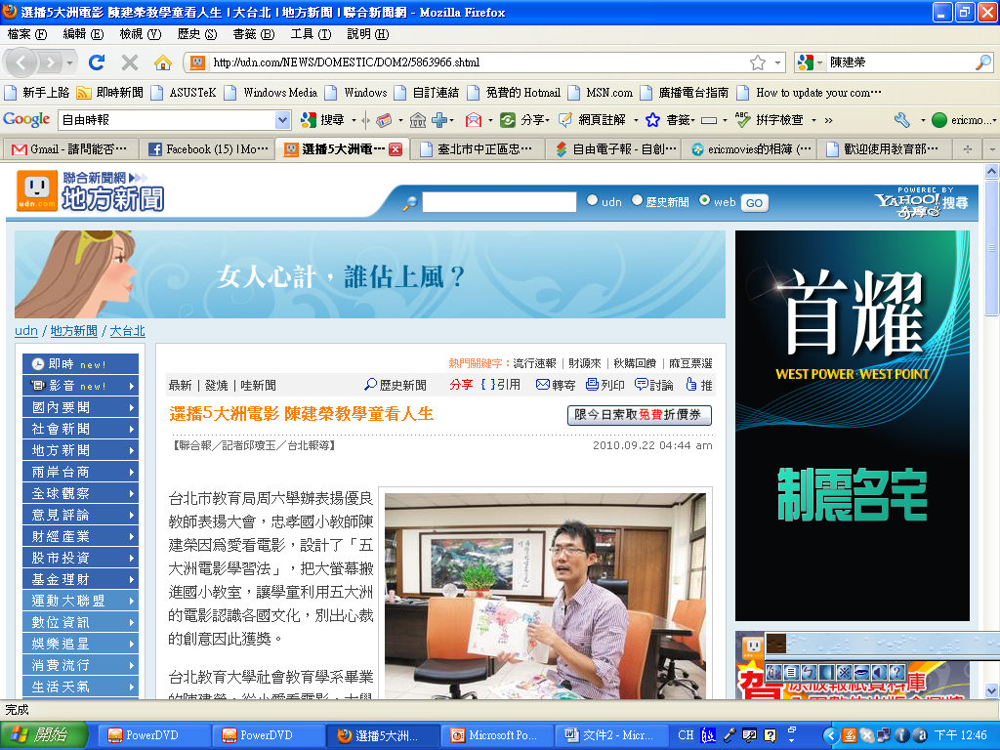 選播5大洲電影 陳建榮教學童看人生 | 大台北 | 地方新聞 | 聯合新聞網 - Mozilla Firefox
檔案(F) 編輯(E) 檢視(V) 歷史(S) 書籤(B) 工具(T) 說明(H)
http://udn.com/NEWS/DOMESTIC/DOM2/5863966.shtml 陳建榮
新手上路 即時新聞 ASUSTeK Windows Media Windows 自訂連結 免費的 Hotmail MSN.com 廣播電台指南 How to update your com…
Google 自由時報 搜尋 分享 網頁註解 書籤 ABC 拼字檢查 » ericmo...
Gmail - 請問能否… Facebook (15) | Mo… 選播5大洲電… 臺北市中正區忠… 自由電子報 - 自創… ericmovies的相簿 (… 歡迎使用教育部…
聯合新聞網
udn.com 地方新聞
udn 歷史新聞 web GO
POWERED BY
YAHOO! 奇摩 搜尋
女人心計，誰佔上風？
首耀
WEST POWER · WEST POINT
制震名宅
udn / 地方新聞 / 大台北
即時 new!
影音 new!
國內要聞
社會新聞
地方新聞
兩岸台商
全球觀察
意見評論
財經產業
股市投資
基金理財
運動大聯盟
數位資訊
娛樂追星
消費流行
生活天氣
熱門關鍵字：流行速報 | 財源來 | 秋購回饋 | 麻豆票選
最新 | 發燒 | 哇新聞 歷史新聞 分享 { }引用 轉寄 列印 討論 推
選播5大洲電影 陳建榮教學童看人生
限今日索取免費折價券
【聯合報／記者邱瓊玉／台北報導】
2010.09.22 04:44 am
台北市教育局周六舉辦表揚優良
教師表揚大會，忠孝國小教師陳
建榮因為愛看電影，設計了「五
大洲電影學習法」，把大螢幕搬
進國小教室，讓學童利用五大洲
的電影認識各國文化，別出心裁
的創意因此獲獎。
台北教育大學社會教育學系畢業
的陳建榮，從小愛看電影，大學
賀
原版報紙資料庫
完成
開始 PowerDVD PowerDVD 選播5大洲... Microsoft Po... 文件2 - Micr... CH 下午 12:46